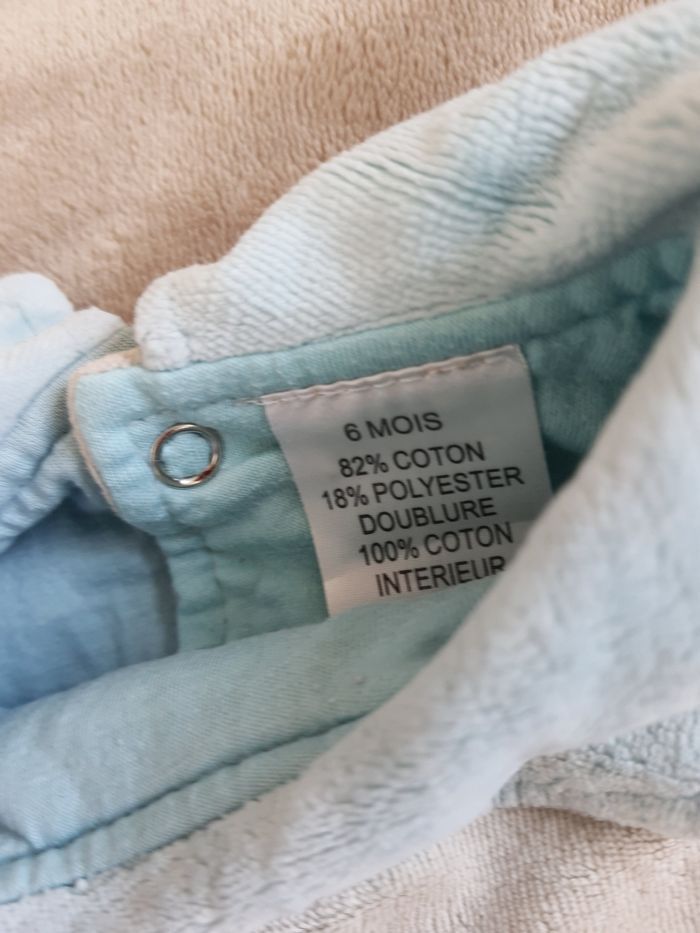 6 MOIS
82% COTON
18% POLYESTER
DOUBLURE
100% COTON
INTERIEUR